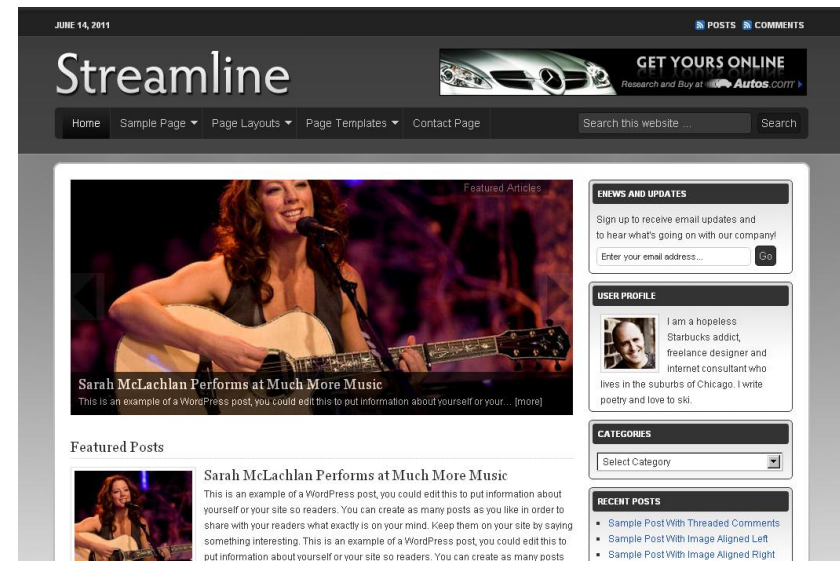 JUNE 14, 2011
POSTS COMMENTS
Streamline
GET YOURS ONLINE
Research and Buy at Autos.com
Home Sample Page Page Layouts Page Templates Contact Page
Search this website ... Search
Featured Articles
Sarah McLachlan Performs at Much More Music
This is an example of a WordPress post, you could edit this to put information about yourself or your... [more]
Featured Posts
Sarah McLachlan Performs at Much More Music
This is an example of a WordPress post, you could edit this to put information about
yourself or your site so readers. You can create as many posts as you like in order to
share with your readers what exactly is on your mind. Keep them on your site by saying
something interesting. This is an example of a WordPress post, you could edit this to
put information about yourself or your site so readers. You can create as many posts
ENEWS AND UPDATES
Sign up to receive email updates and
to hear what's going on with our company!
Enter your email address... Go
USER PROFILE
I am a hopeless
Starbucks addict,
freelance designer and
internet consultant who
lives in the suburbs of Chicago. I write
poetry and love to ski.
CATEGORIES
Select Category
RECENT POSTS
Sample Post With Threaded Comments
Sample Post With Image Aligned Left
Sample Post With Image Aligned Right